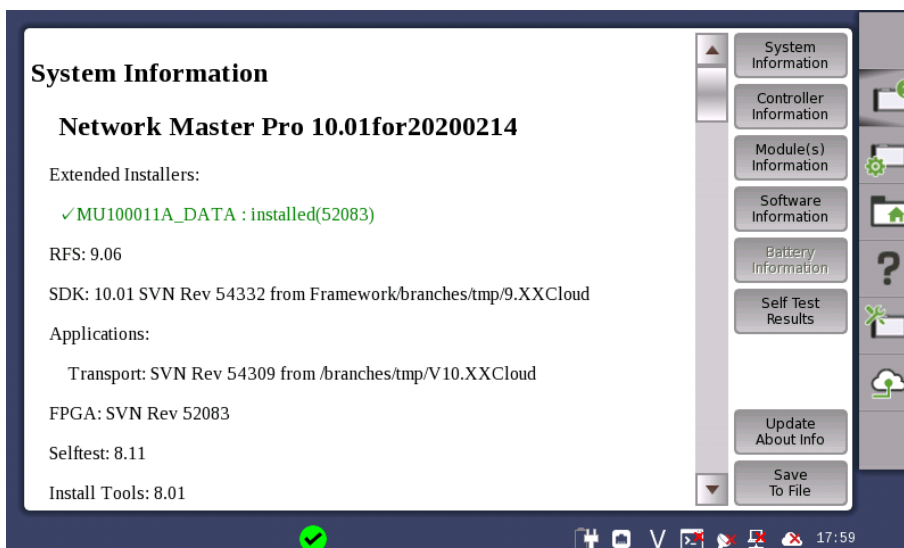 System Information
Network Master Pro 10.01for20200214
Extended Installers:
✓MU100011A_DATA : installed(52083)
RFS: 9.06
SDK: 10.01 SVN Rev 54332 from Framework/branches/tmp/9.XXCloud
Applications:
Transport: SVN Rev 54309 from /branches/tmp/V10.XXCloud
FPGA: SVN Rev 52083
Selftest: 8.11
Install Tools: 8.01
System
Information
Controller
Information
Module(s)
Information
Software
Information
Battery
Information
Self Test
Results
Update
About Info
Save
To File
?
V
17:59